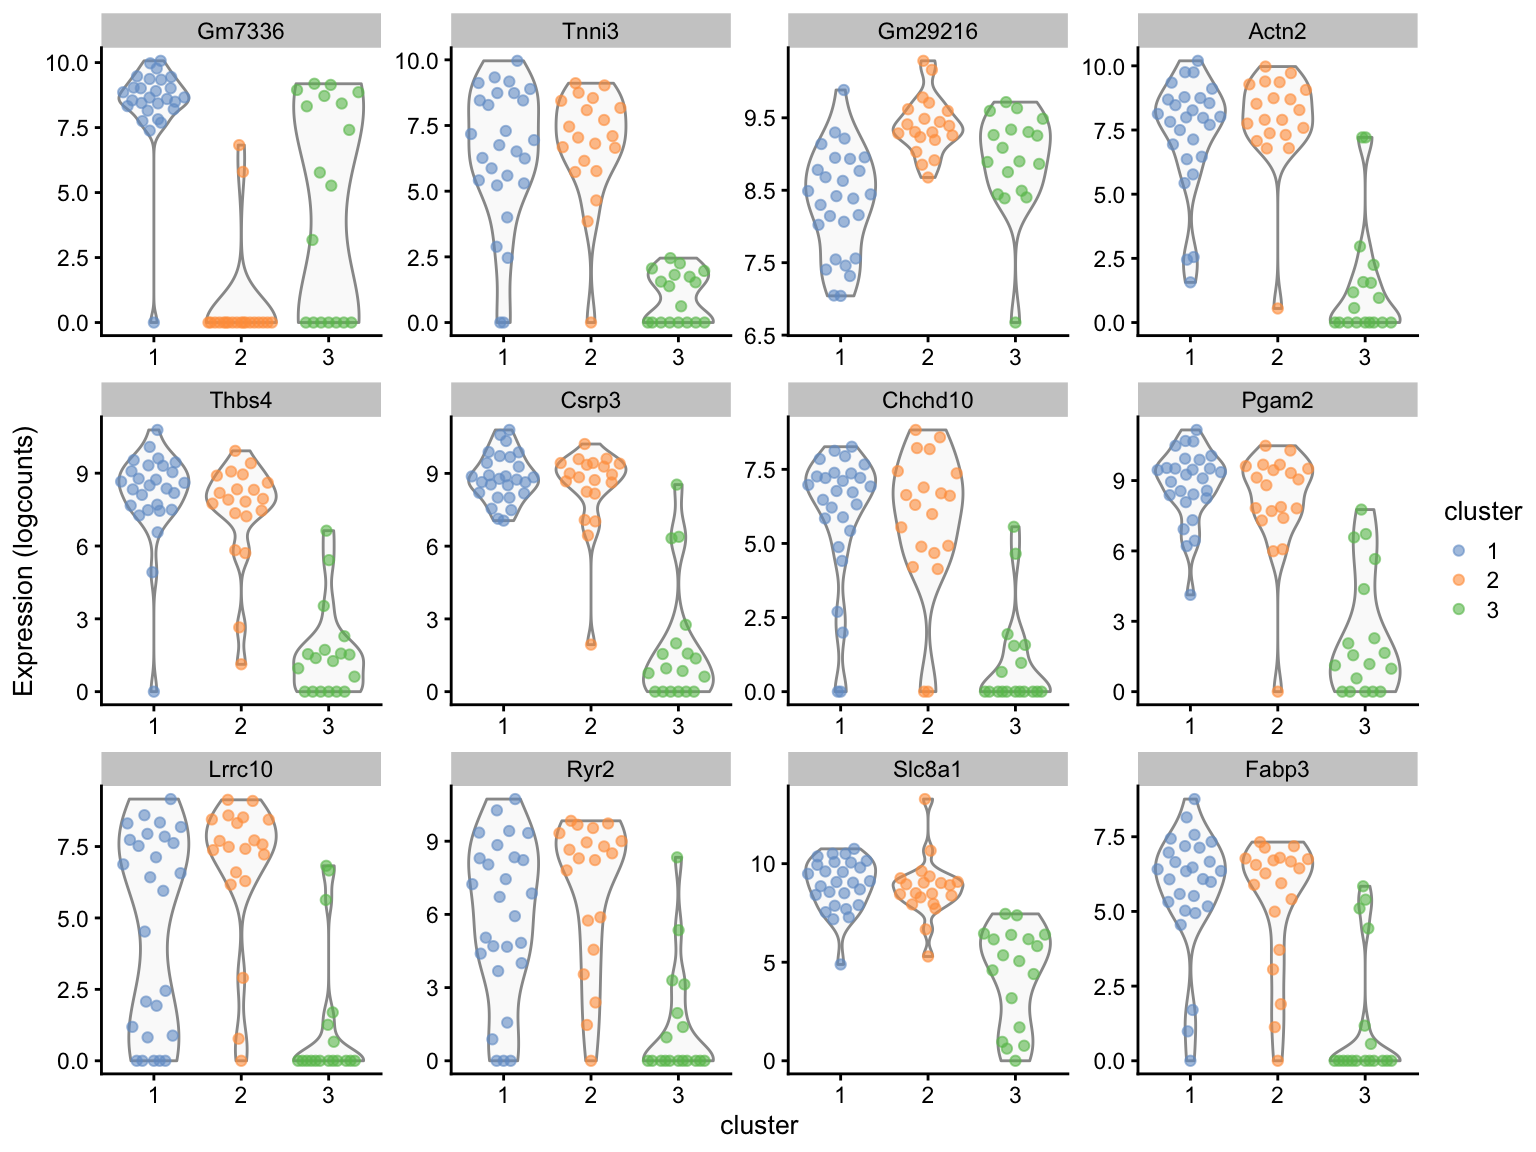 Gm7336 Tnni3 Gm29216 Actn2
10.0 7.5 5.0 2.5 0.0
10.0 7.5 5.0 2.5 0.0
9.5 8.5 7.5 6.5
10.0 7.5 5.0 2.5 0.0
1 2 3 1 2 3 1 2 3 1 2 3
Thbs4 Csrp3 Chchd10 Pgam2
9 6 3 0
9 6 3 0
7.5 5.0 2.5 0.0
9 6 3 0
1 2 3 1 2 3 1 2 3 1 2 3
Lrrc10 Ryr2 Slc8a1 Fabp3
7.5 5.0 2.5 0.0
9 6 3 0
10 5 0
7.5 5.0 2.5 0.0
1 2 3 1 2 3 1 2 3 1 2 3
Expression (logcounts)
cluster
cluster
1
2
3